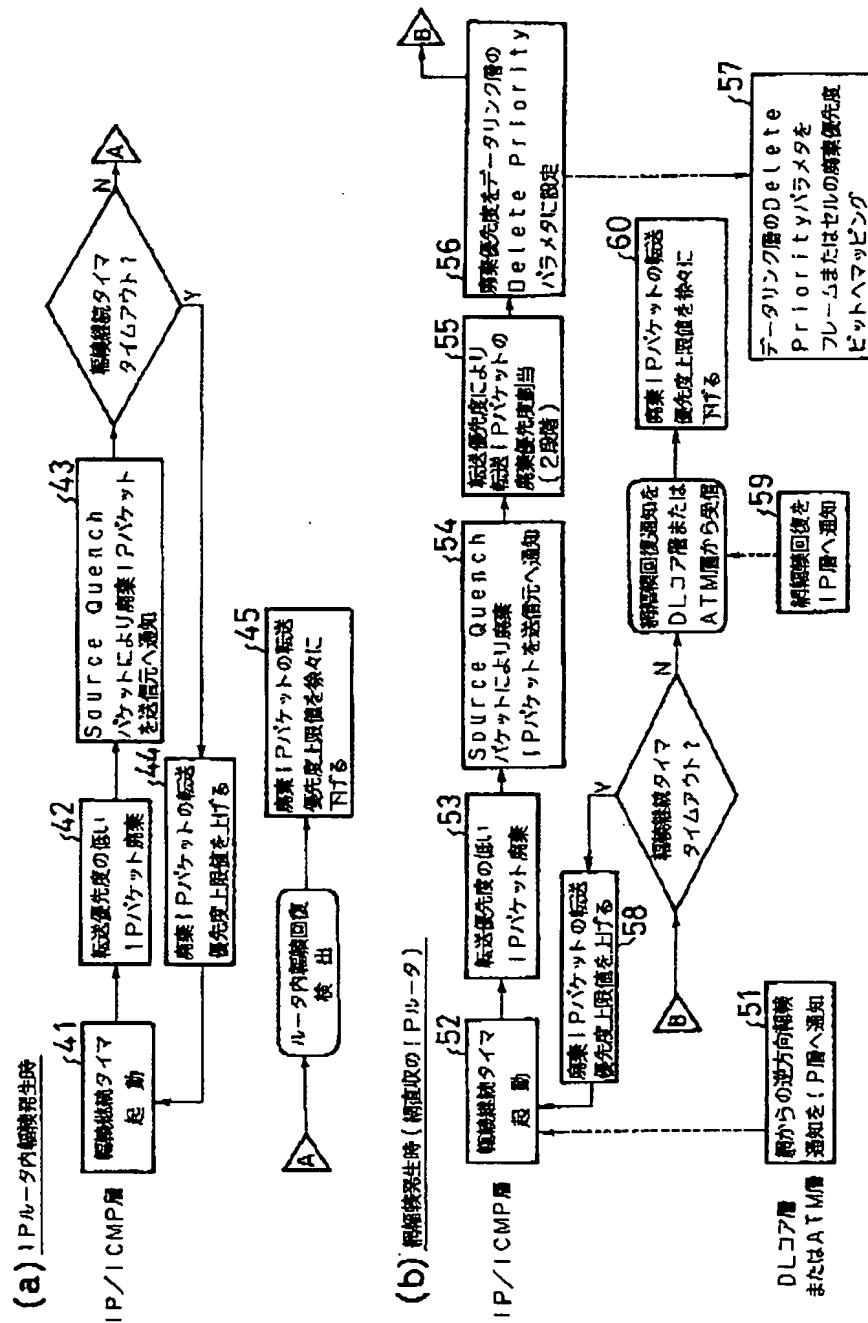 (a) IPルータ内輻輳発生時
IP/ICMP層
41
輻輳継続タイマ
起動
42
転送優先度の低い
IPパケット廃棄
43
Source Quench
パケットにより廃棄IPパケット
を送信元へ通知
輻輳継続タイマ
タイムアウト?
N
A
Y
44
廃棄IPパケットの転送
優先度上限値を上げる
A
ルータ内輻輳回復
検出
45
廃棄IPパケットの転送
優先度上限値を徐々に
下げる
(b) 網輻輳発生時(網直収のIPルータ)
IP/ICMP層
52
輻輳継続タイマ
起動
53
転送優先度の低い
IPパケット廃棄
54
Source Quench
パケットにより廃棄
IPパケットを送信元へ通知
55
転送優先度により
転送IPパケットの
廃棄優先度割当
(2段階)
56
廃棄優先度をデータリンク層の
Delete Priority
パラメタに設定
B
廃棄IPパケットの転送
優先度上限値を上げる
58
B
輻輳継続タイマ
タイムアウト?
Y
N
網輻輳回復通知を
DLコア層または
ATM層から受信
60
廃棄IPパケットの転送
優先度上限値を徐々に
下げる
DLコア層
またはATM層
51
網からの逆方向輻輳
通知をIP層へ通知
59
網輻輳回復を
IP層へ通知
57
データリンク層のDelete
Priorityパラメタを
フレームまたはセルの廃棄優先度
ビットへマッピング